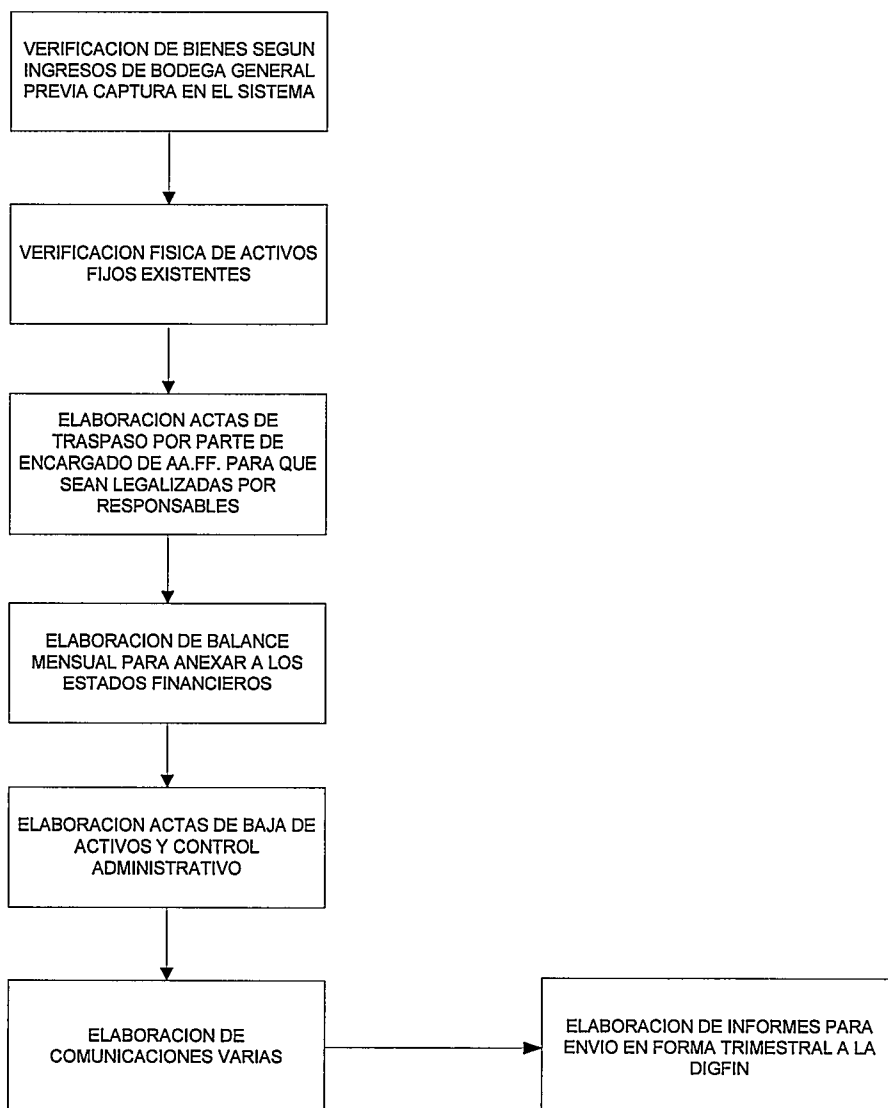 VERIFICACION DE BIENES SEGUN
INGRESOS DE BODEGA GENERAL
PREVIA CAPTURA EN EL SISTEMA
VERIFICACION FISICA DE ACTIVOS
FIJOS EXISTENTES
ELABORACION ACTAS DE
TRASPASO POR PARTE DE
ENCARGADO DE AA.FF. PARA QUE
SEAN LEGALIZADAS POR
RESPONSABLES
ELABORACION DE BALANCE
MENSUAL PARA ANEXAR A LOS
ESTADOS FINANCIEROS
ELABORACION ACTAS DE BAJA DE
ACTIVOS Y CONTROL
ADMINISTRATIVO
ELABORACION DE
COMUNICACIONES VARIAS
ELABORACION DE INFORMES PARA
ENVIO EN FORMA TRIMESTRAL A LA
DIGFIN